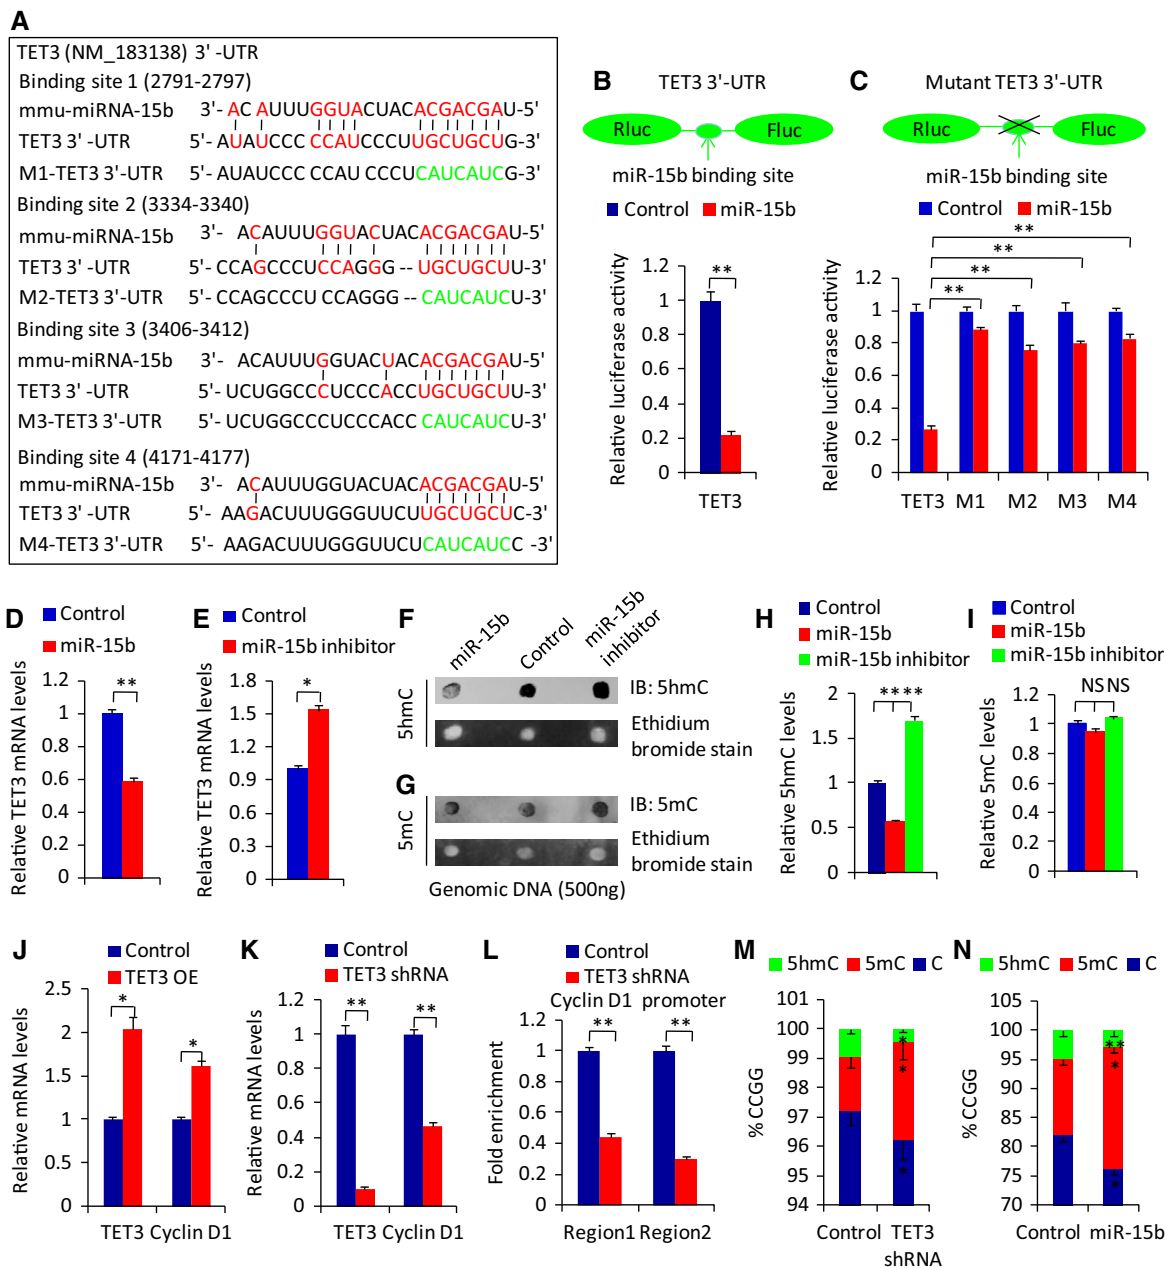 A
TET3 (NM_183138) 3' -UTR
Binding site 1 (2791-2797)
mmu-miRNA-15b 3'- ACAUUUGGUACUACACGACGAU-5'
TET3 3' -UTR 5'- AUAUCCC CCAUCCCUUGCUGCUG-3'
M1-TET3 3'-UTR 5'- AUAUCCC CCAU CCCUCAUCAUCG-3'
Binding site 2 (3334-3340)
mmu-miRNA-15b 3'- ACAUUUGGUACUACACGACGAU-5'
TET3 3' -UTR 5'- CCAGCCCUCCAGGG -- UGCUGCUU-3'
M2-TET3 3'-UTR 5'- CCAGCCCU CCAGGG -- CAUCAUCU-3'
Binding site 3 (3406-3412)
mmu-miRNA-15b 3'- ACAUUUGGUACUACACGACGAU-5'
TET3 3' -UTR 5'- UCUGGCCCUCCCACCUGCUGCUU-3'
M3-TET3 3'-UTR 5'- UCUGGCCCUCCCACC CAUCAUCU-3'
Binding site 4 (4171-4177)
mmu-miRNA-15b 3'- ACAUUUGGUACUACACGACGAU-5'
TET3 3' -UTR 5'- AAGACUUUGGGUUCUUGCUGCUC-3'
M4-TET3 3'-UTR 5'- AAGACUUUGGGUUCUCAUCAUCC -3'
B
TET3 3'-UTR
Rluc Fluc
miR-15b binding site
Control miR-15b
Relative luciferase activity
1.2
1
0.8
0.6
0.4
0.2
0
**
TET3
C
Mutant TET3 3'-UTR
Rluc Fluc
miR-15b binding site
Control miR-15b
**
**
**
**
Relative luciferase activity
1.2
1
0.8
0.6
0.4
0.2
0
TET3 M1 M2 M3 M4
D
Control
miR-15b
Relative TET3 mRNA levels
1.2
1
0.8
0.6
0.4
0.2
0
**
E
Control
miR-15b inhibitor
Relative TET3 mRNA levels
1.8
1.5
1.2
0.9
0.6
0.3
0
*
F
miR-15b
Control
miR-15b
inhibitor
5hmC
IB: 5hmC
Ethidium
bromide stain
G
5mC
IB: 5mC
Ethidium
bromide stain
Genomic DNA (500ng)
H
Control
miR-15b
miR-15b inhibitor
Relative 5hmC levels
2
1.5
1
0.5
0
** **
I
Control
miR-15b
miR-15b inhibitor
Relative 5mC levels
1.2
1
0.8
0.6
0.4
0.2
0
NS NS
J
Control
TET3 OE
Relative mRNA levels
2.5
2
1.5
1
0.5
0
*
*
TET3 Cyclin D1
K
Control
TET3 shRNA
Relative mRNA levels
1.2
1
0.8
0.6
0.4
0.2
0
**
**
TET3 Cyclin D1
L
Control
TET3 shRNA
Cyclin D1 promoter
Fold enrichment
1.2
1
0.8
0.6
0.4
0.2
0
**
**
Region1 Region2
M
5hmC 5mC C
% CCGG
101
100
99
98
97
96
95
94
*
*
*
Control TET3
shRNA
N
5hmC 5mC C
% CCGG
105
100
95
90
85
80
75
70
**
*
*
Control miR-15b